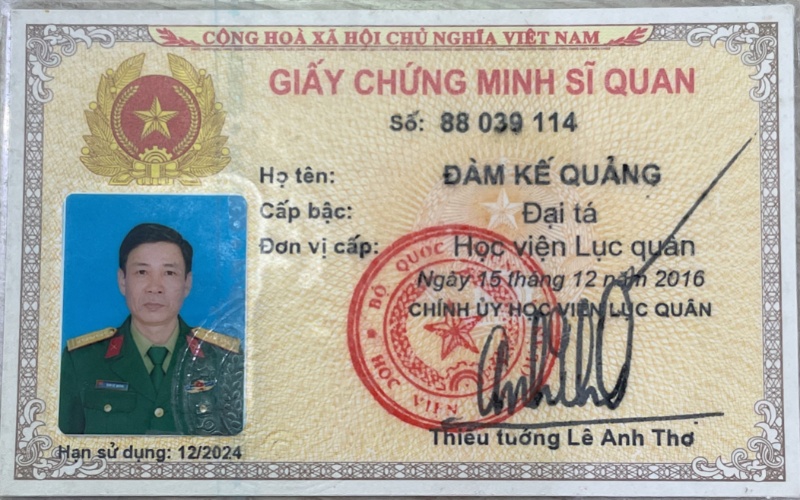 CỘNG HOÀ XÃ HỘI CHỦ NGHĨA VIỆT NAM
GIẤY CHỨNG MINH SĨ QUAN
Số: 88 039 114
Họ tên: ĐÀM KẾ QUẢNG
Cấp bậc: Đại tá
Đơn vị cấp: Học viện Lục quân
Ngày 15 tháng 12 năm 2016
CHÍNH ỦY HỌC VIỆN LỤC QUÂN
BỘ QUỐC
HỌC VIỆN
Thiếu tướng Lê Anh Thơ
Hạn sử dụng: 12/2024